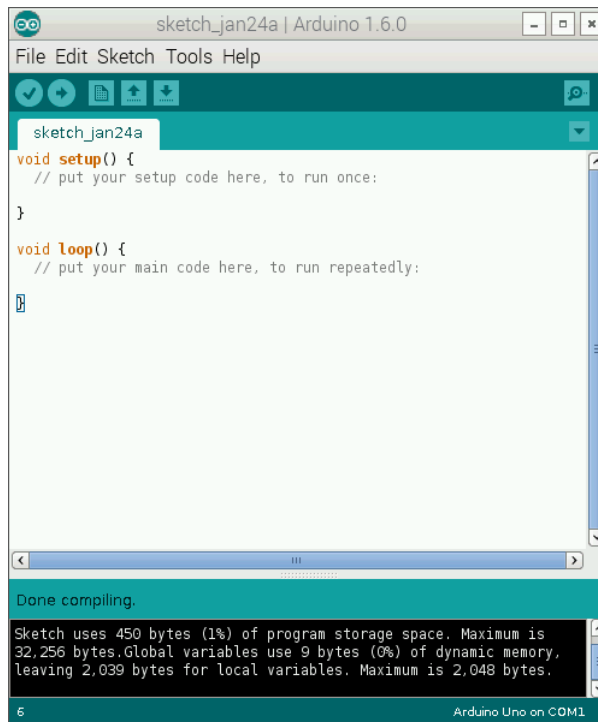 sketch_jan24a | Arduino 1.6.0
File Edit Sketch Tools Help
sketch_jan24a
void setup() {
  // put your setup code here, to run once:
}
void loop() {
  // put your main code here, to run repeatedly:
}
Done compiling.
Sketch uses 450 bytes (1%) of program storage space. Maximum is
32,256 bytes.Global variables use 9 bytes (0%) of dynamic memory,
leaving 2,039 bytes for local variables. Maximum is 2,048 bytes.
6 Arduino Uno on COM1